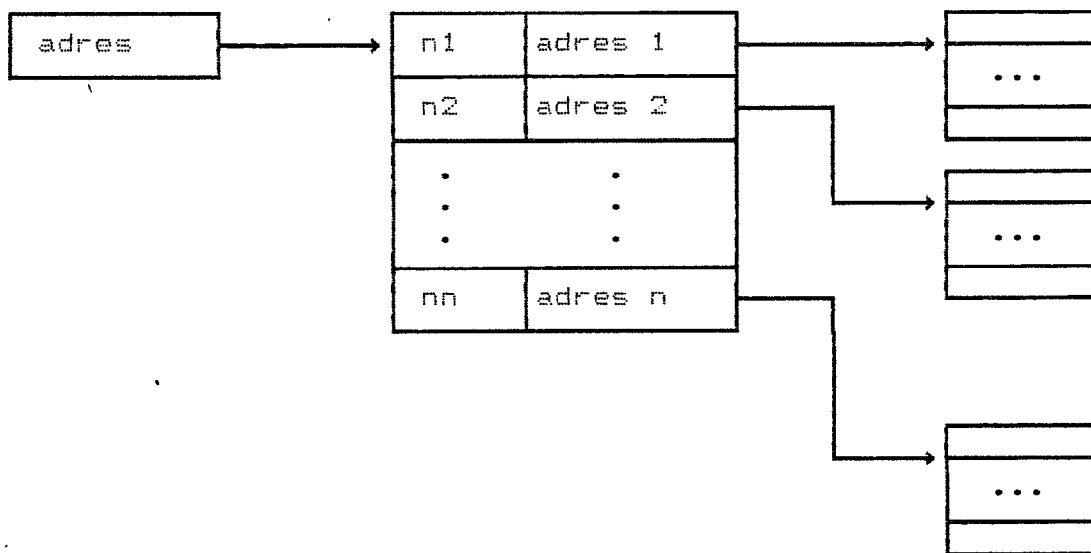 adres
n1 adres 1
...
n2 adres 2
. .
. .
. .
...
nn adres n
...